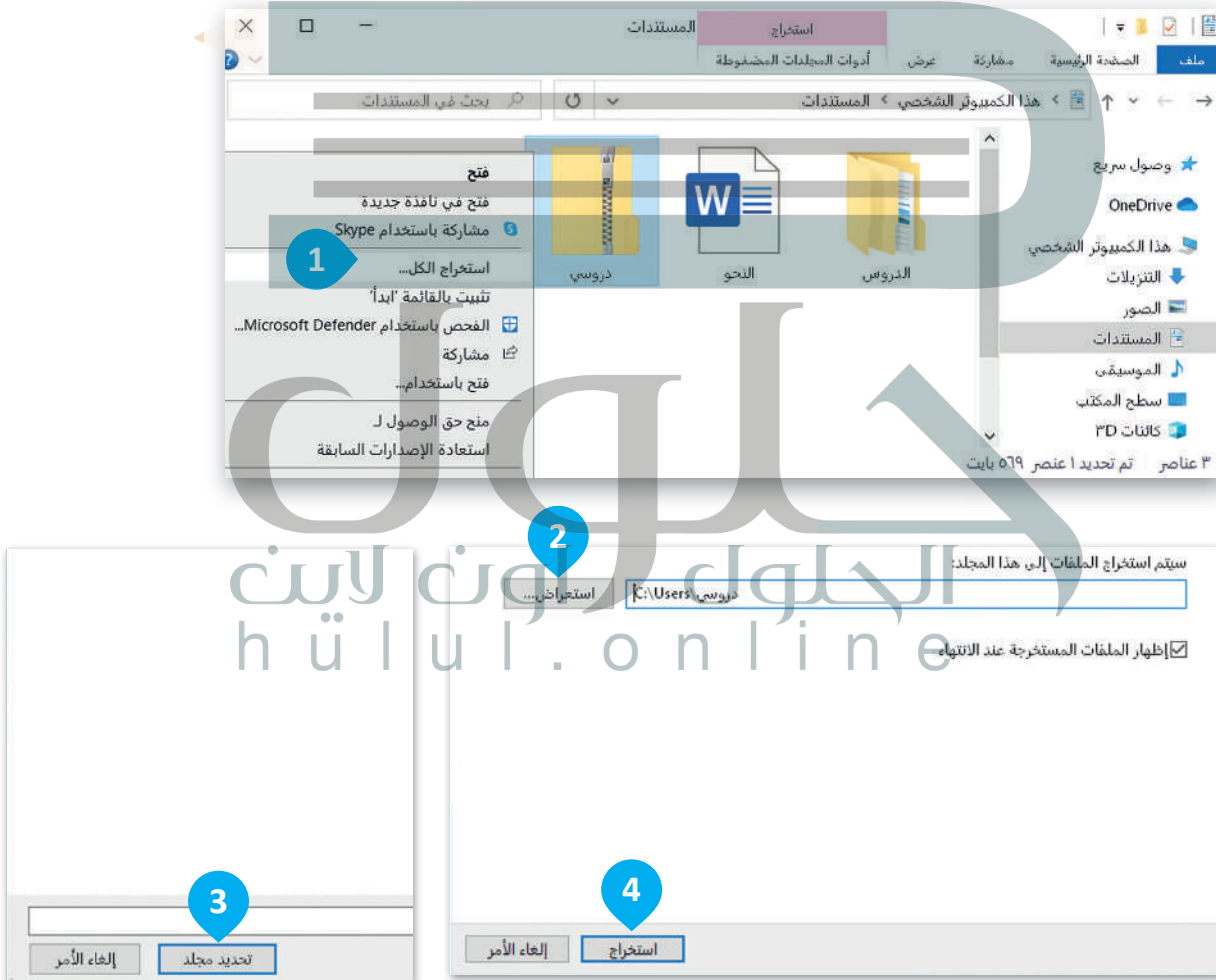 استخراج
المستندات
ملف
الصفحة الرئيسية
مشاركة
عرض
أدوات المجلدات المضغوطة
هذا الكمبيوتر الشخصي
المستندات
بحث في المستندات
وصول سريع
OneDrive
هذا الكمبيوتر الشخصي
التنزيلات
الصور
المستندات
الموسيقى
سطح المكتب
كائنات ٣D
الدروس
النحو
دروسي
فتح
فتح في نافذة جديدة
مشاركة باستخدام Skype
1
استخراج الكل...
تثبيت بالقائمة 'ابدأ'
الفحص باستخدام Microsoft Defender...
مشاركة
فتح باستخدام...
منح حق الوصول لـ
استعادة الإصدارات السابقة
٣ عناصر
تم تحديد ١ عنصر ٥٦٩ بايت
حلول
الحلول اون لاين
hülul.online
2
سيتم استخراج الملفات إلى هذا المجلد:
C:\Users\دروسي
استعراض...
إظهار الملفات المستخرجة عند الانتهاء
4
استخراج
إلغاء الأمر
3
تحديد مجلد
إلغاء الأمر